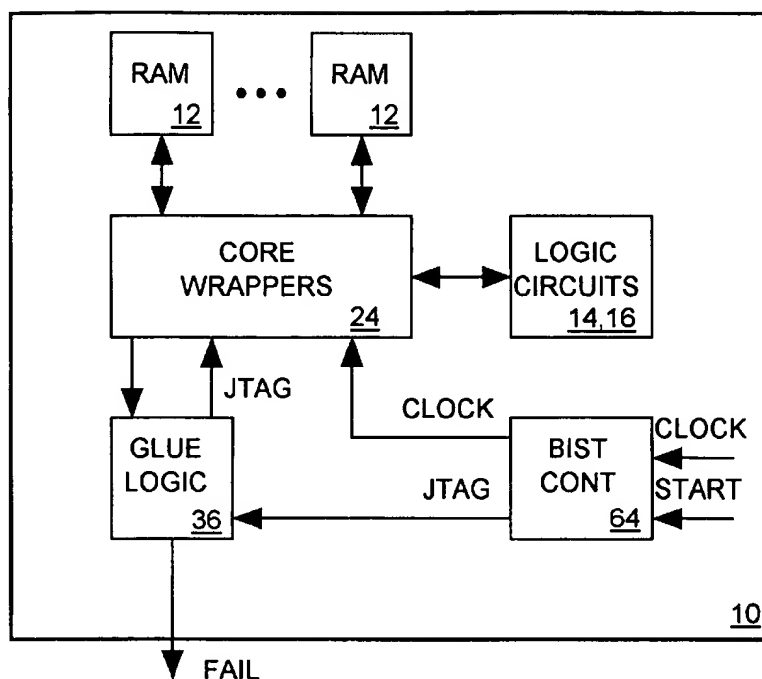 RAM
12
RAM
12
CORE
WRAPPERS
24
LOGIC
CIRCUITS
14,16
JTAG
CLOCK
GLUE
LOGIC
36
JTAG
BIST
CONT
64
CLOCK
START
10
FAIL